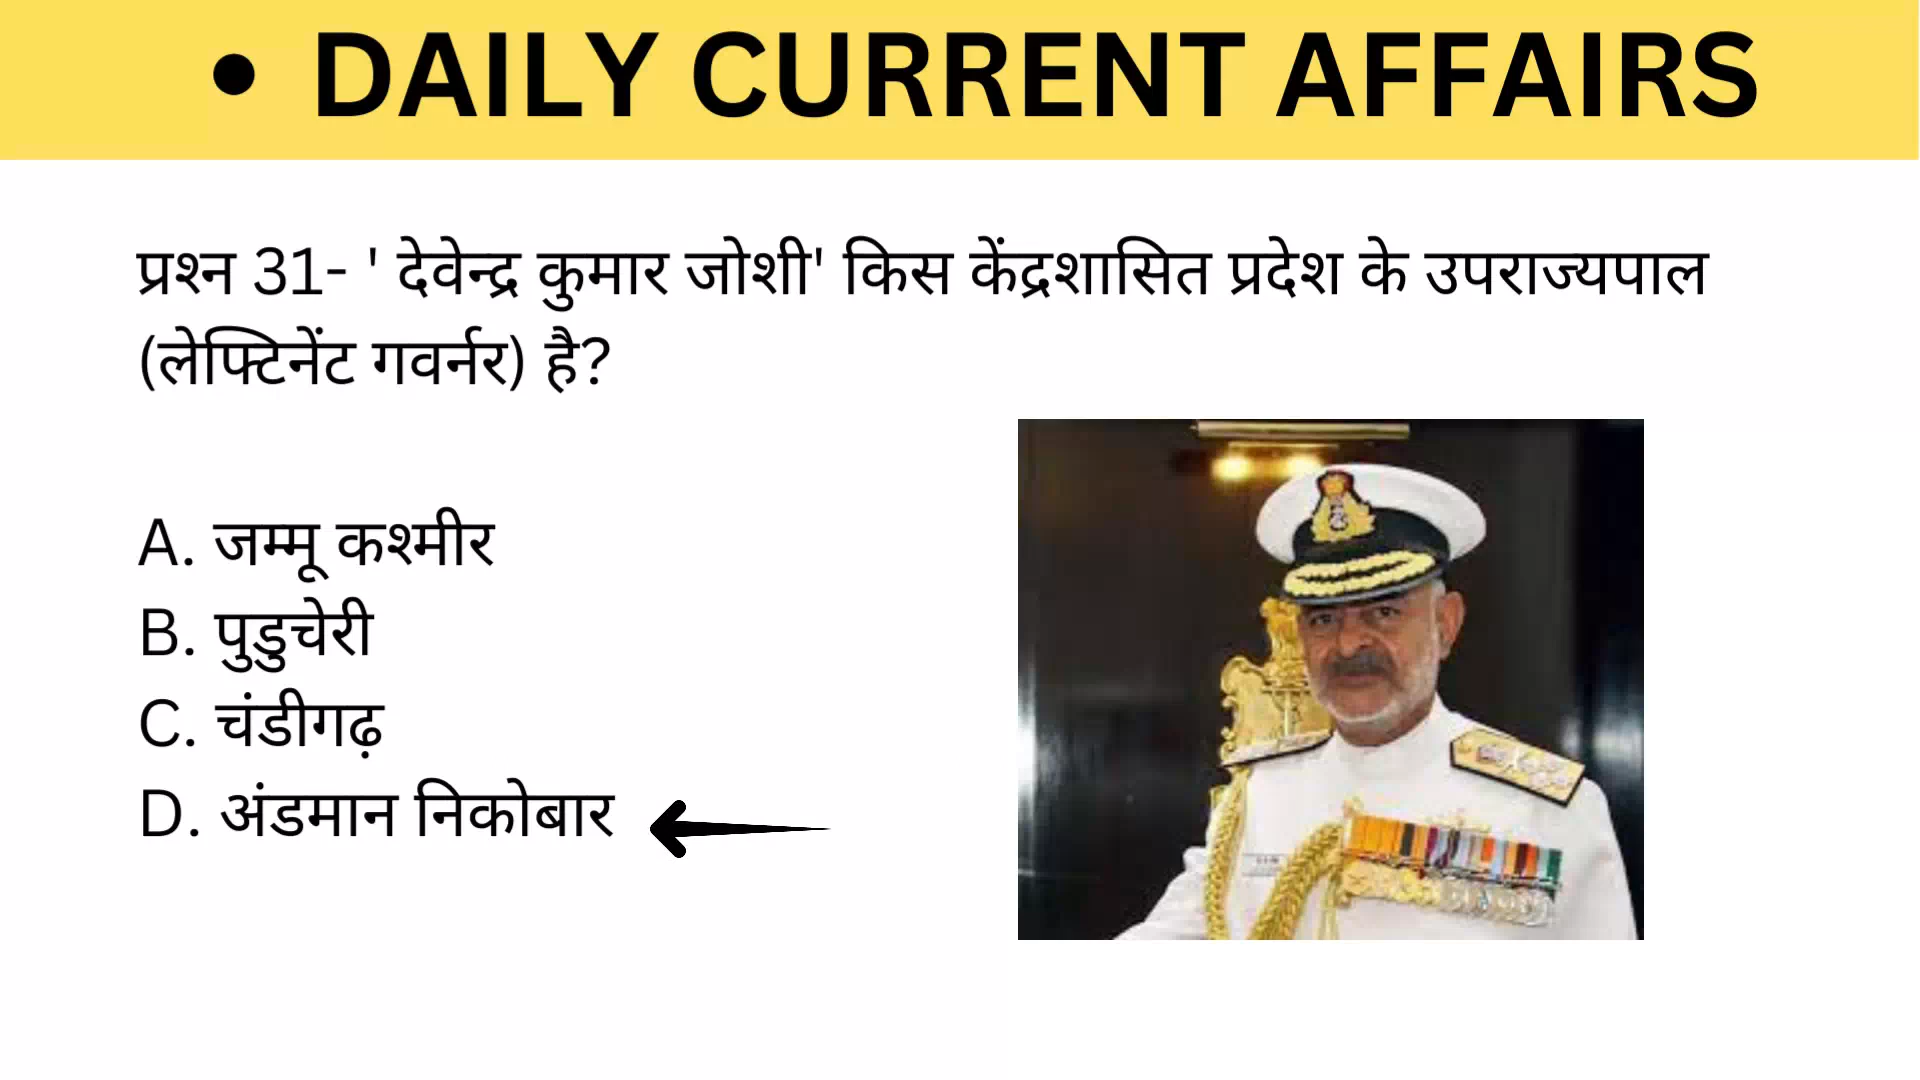 • DAILY CURRENT AFFAIRS
प्रश्न 31- ' देवेन्द्र कुमार जोशी' किस केंद्रशासित प्रदेश के उपराज्यपाल
(लेफ्टिनेंट गवर्नर) है?
A. जम्मू कश्मीर
B. पुडुचेरी
C. चंडीगढ़
D. अंडमान निकोबार